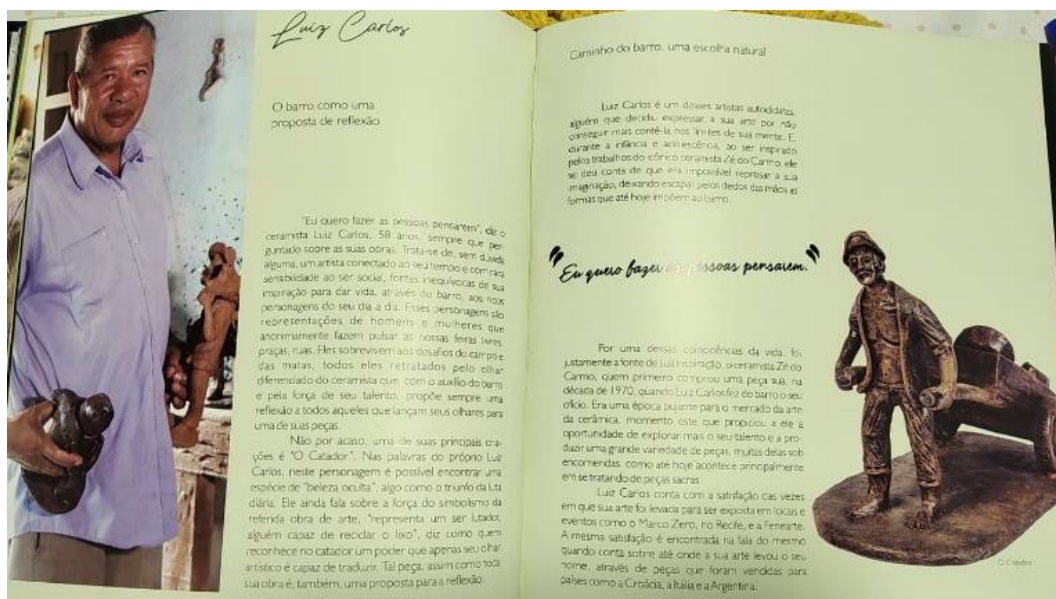 Luiz Carlos
O barro como uma
proposta de reflexão
"Eu quero fazer as pessoas pensarem", diz o
ceramista Luiz Carlos, 58 anos, sempre que per-
guntado sobre as suas obras. Trata-se de, sem dúvida
alguma, um artista conectado ao seu tempo e com rara
sensibilidade ao ser social, fontes inequívocas de sua
inspiração para dar vida, através do barro, aos ricos
personagens do seu dia a dia. Esses personagens são
representações de homens e mulheres que
anonimamente fazem pulsar as nossas feiras livres,
praças, ruas. Eles sobrevivem aos desafios do campo e
das matas, todos eles retratados pelo olhar
diferenciado do ceramista que, com o auxílio do barro
e pela força de seu talento, propõe sempre uma
reflexão a todos aqueles que lançam seus olhares para
uma de suas peças.
Não por acaso, uma de suas principais cria-
ções é "O Catador". Nas palavras do próprio Luiz
Carlos, neste personagem é possível encontrar uma
espécie de "beleza oculta", algo como o triunfo da luta
diária. Ele ainda fala sobre a força do simbolismo da
referida obra de arte, "representa um ser lutador,
alguém capaz de reciclar o lixo", diz como quem
reconhece no catador um poder que apenas seu olhar
artístico é capaz de traduzir. Tal peça, assim como toda
sua obra é, também, uma proposta para a reflexão.
Caminho do barro, uma escolha natural
Luiz Carlos é um desses artistas autodidatas,
alguém que decidiu expressar a sua arte por não
conseguir mais contê-la nos limites de sua mente. E,
durante a infância e adolescência, ao ser inspirado
pelos trabalhos do icônico ceramista Zé do Carmo, ele
se deu conta de que era impossível represar a sua
imaginação, deixando escapar pelos dedos das mãos as
formas que até hoje impõem ao barro.
"Eu quero fazer as pessoas pensarem."
Por uma dessas coincidências da vida, foi
justamente a fonte de sua inspiração, o ceramista Zé do
Carmo, quem primeiro comprou uma peça sua, na
década de 1970, quando Luiz Carlos fez do barro o seu
ofício. Era uma época pujante para o mercado da arte
da cerâmica, momento este que propiciou a ele a
oportunidade de explorar mais o seu talento e a pro-
duzir uma grande variedade de peças, muitas delas sob
encomendas, como até hoje acontece principalmente
em se tratando de peças sacras.
Luiz Carlos conta com a satisfação das vezes
em que sua arte foi levada para ser exposta em locais e
eventos como o Marco Zero, no Recife, e a Fenearte.
A mesma satisfação é encontrada na fala do mesmo
quando conta sobre até onde a sua arte levou o seu
nome, através de peças que foram vendidas para
países como a Croácia, a Itália e a Argentina.
O Catador